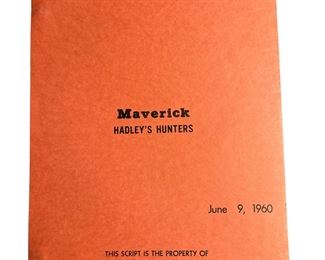 Maverick
HADLEY'S HUNTERS
June 9, 1960
THIS SCRIPT IS THE PROPERTY OF